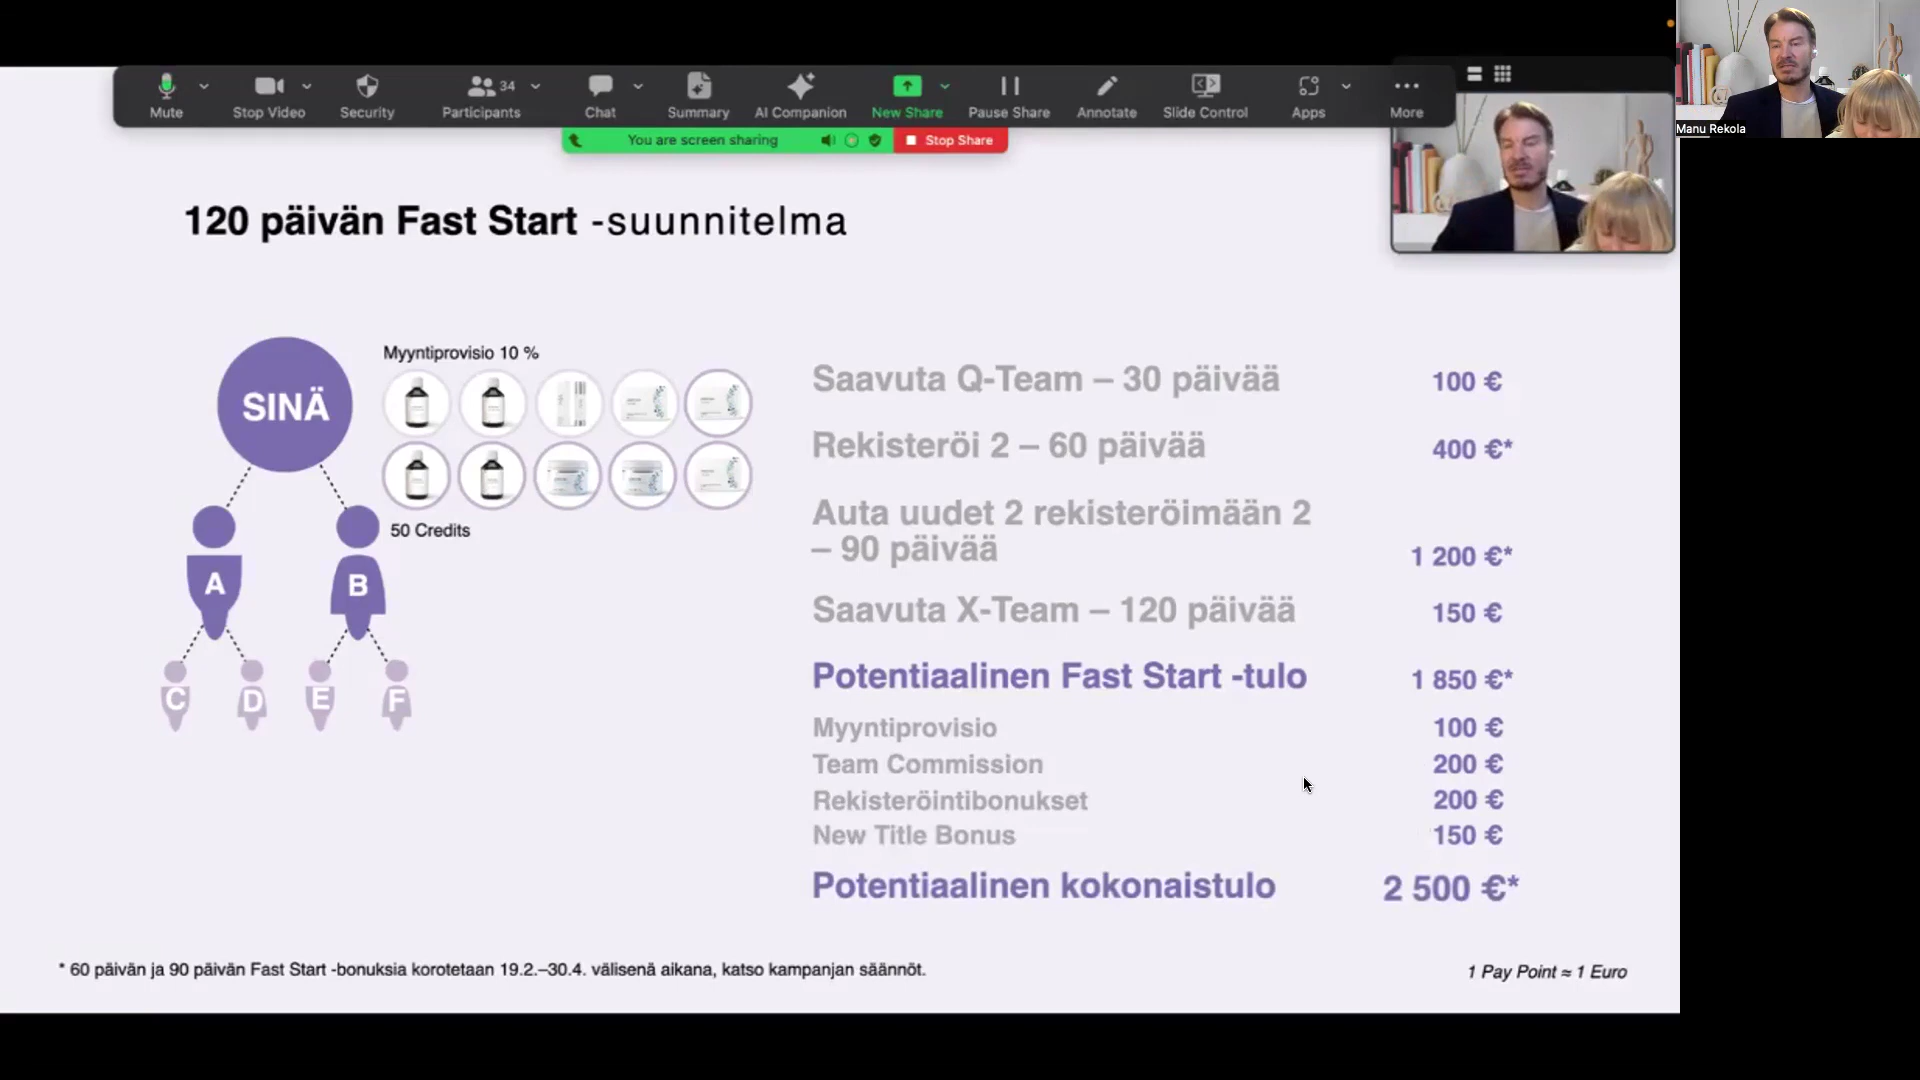 Mute
Stop Video
Security
Participants
34
Chat
Summary
AI Companion
New Share
Pause Share
Annotate
Slide Control
Apps
More
You are screen sharing
Stop Share
Manu Rekola
120 päivän Fast Start -suunnitelma
SINÄ
Myyntiprovisio 10 %
50 Credits
A
B
C
D
E
F
Saavuta Q-Team – 30 päivää 100 €
Rekisteröi 2 – 60 päivää 400 €*
Auta uudet 2 rekisteröimään 2
– 90 päivää 1 200 €*
Saavuta X-Team – 120 päivää 150 €
Potentiaalinen Fast Start -tulo 1 850 €*
Myyntiprovisio 100 €
Team Commission 200 €
Rekisteröintibonukset 200 €
New Title Bonus 150 €
Potentiaalinen kokonaistulo 2 500 €*
* 60 päivän ja 90 päivän Fast Start -bonuksia korotetaan 19.2.–30.4. välisenä aikana, katso kampanjan säännöt.
1 Pay Point ≈ 1 Euro